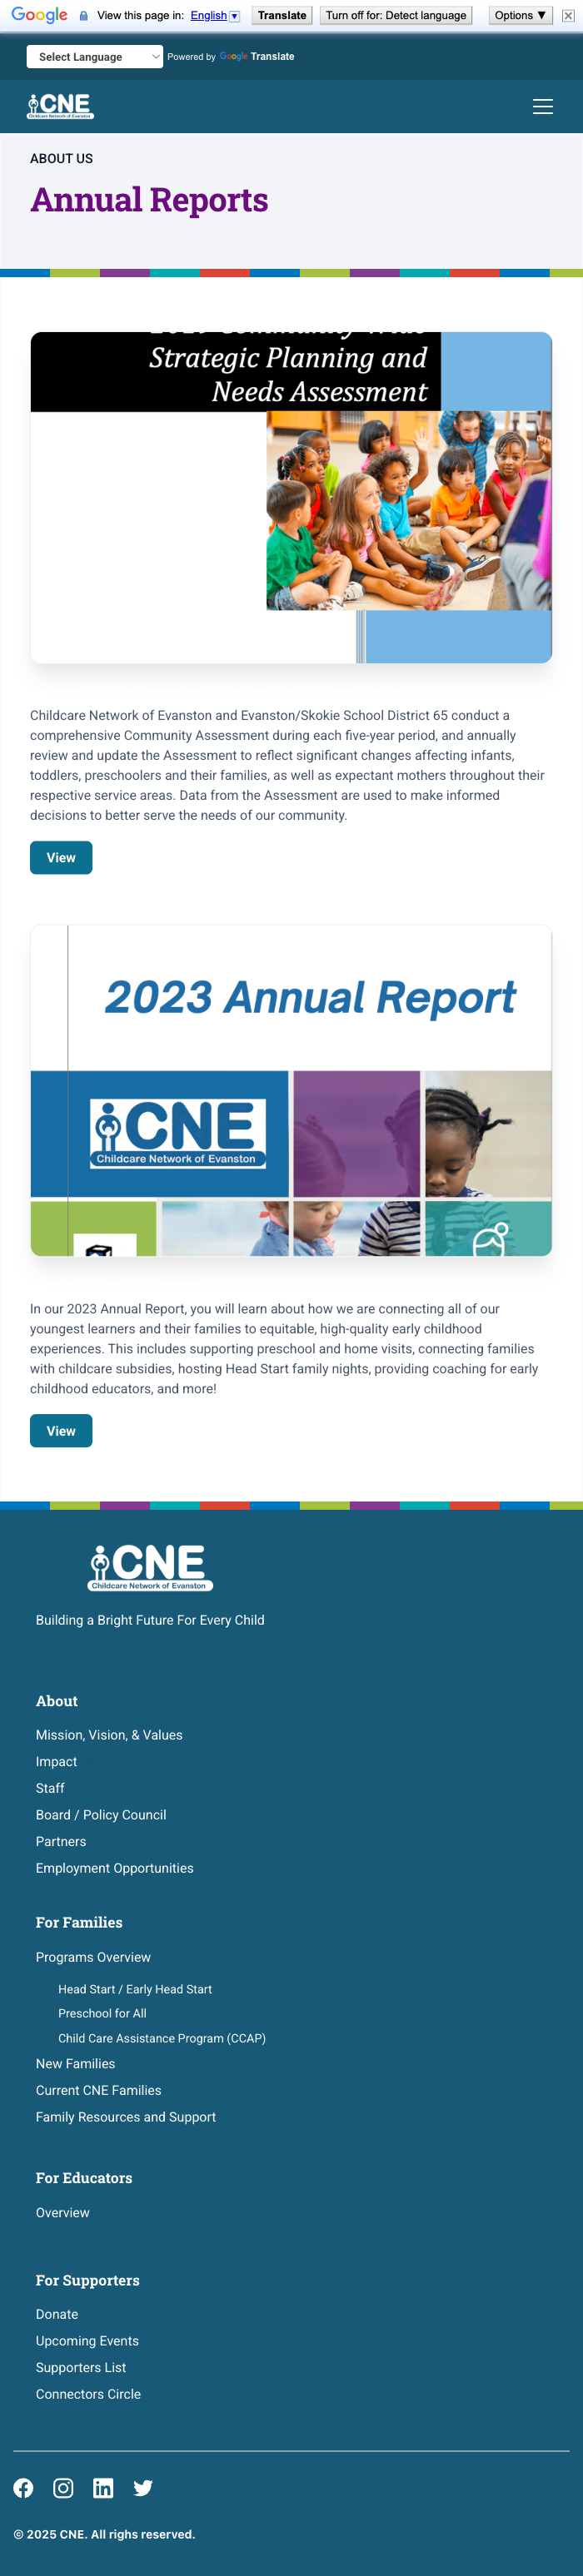 Google View this page in: English Translate Turn off for: Detect language Options ▼
Select Language Powered by Google Translate
CNE
Childcare Network of Evanston
ABOUT US
Annual Reports
Strategic Planning and
Needs Assessment
Childcare Network of Evanston and Evanston/Skokie School District 65 conduct a
comprehensive Community Assessment during each five-year period, and annually
review and update the Assessment to reflect significant changes affecting infants,
toddlers, preschoolers and their families, as well as expectant mothers throughout their
respective service areas. Data from the Assessment are used to make informed
decisions to better serve the needs of our community.
View
2023 Annual Report
CNE
Childcare Network of Evanston
In our 2023 Annual Report, you will learn about how we are connecting all of our
youngest learners and their families to equitable, high-quality early childhood
experiences. This includes supporting preschool and home visits, connecting families
with childcare subsidies, hosting Head Start family nights, providing coaching for early
childhood educators, and more!
View
CNE
Childcare Network of Evanston
Building a Bright Future For Every Child
About
Mission, Vision, & Values
Impact
Staff
Board / Policy Council
Partners
Employment Opportunities
For Families
Programs Overview
Head Start / Early Head Start
Preschool for All
Child Care Assistance Program (CCAP)
New Families
Current CNE Families
Family Resources and Support
For Educators
Overview
For Supporters
Donate
Upcoming Events
Supporters List
Connectors Circle
© 2025 CNE. All righs reserved.